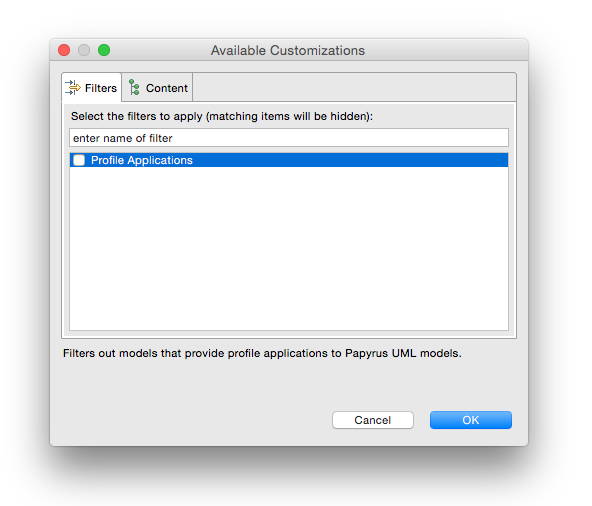 Available Customizations
Filters
Content
Select the filters to apply (matching items will be hidden):
enter name of filter
Profile Applications
Filters out models that provide profile applications to Papyrus UML models.
Cancel
OK